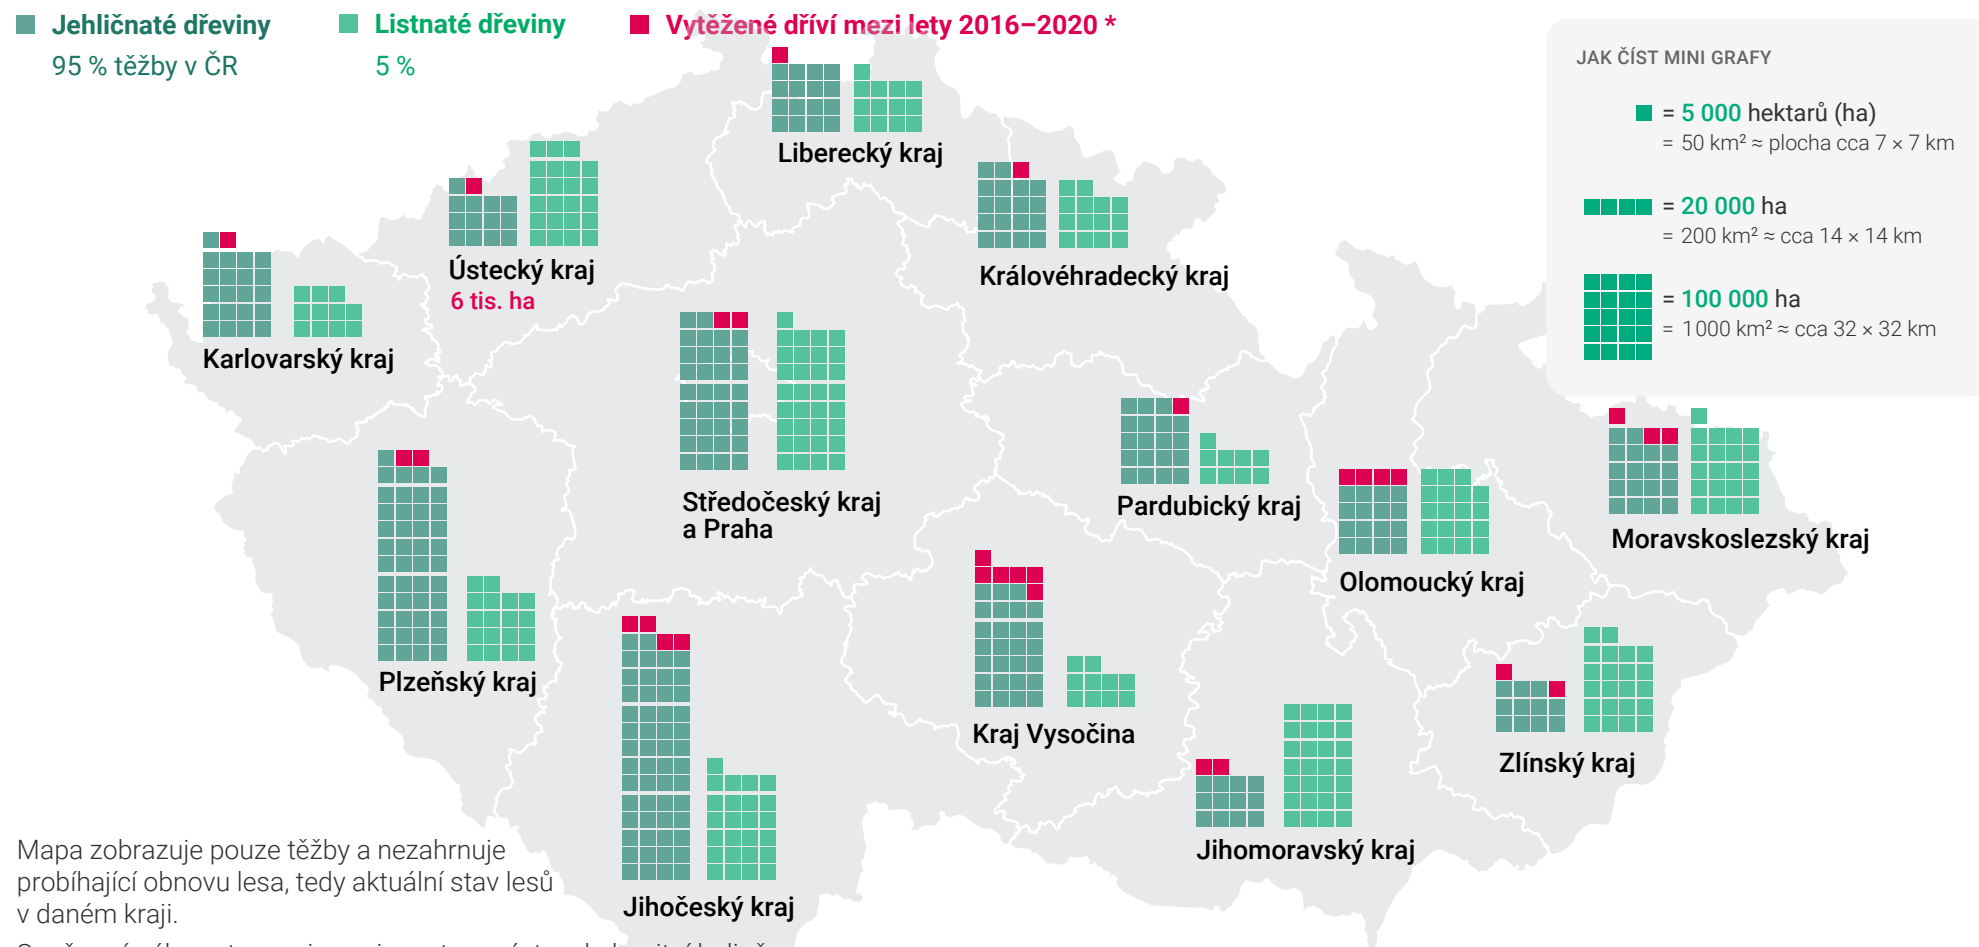 Jehličnaté dřeviny
95 % těžby v ČR
Listnaté dřeviny
5 %
Vytěžené dříví mezi lety 2016–2020 *
JAK ČÍST MINI GRAFY
= 5 000 hektarů (ha)
= 50 km² ≈ plocha cca 7 × 7 km
= 20 000 ha
= 200 km² ≈ cca 14 × 14 km
= 100 000 ha
= 1 000 km² ≈ cca 32 × 32 km
Liberecký kraj
Ústecký kraj
6 tis. ha
Královéhradecký kraj
Karlovarský kraj
Středočeský kraj
a Praha
Pardubický kraj
Moravskoslezský kraj
Olomoucký kraj
Plzeňský kraj
Kraj Vysočina
Zlínský kraj
Jihomoravský kraj
Jihočeský kraj
Mapa zobrazuje pouze těžby a nezahrnuje
probíhající obnovu lesa, tedy aktuální stav lesů
v daném kraji.